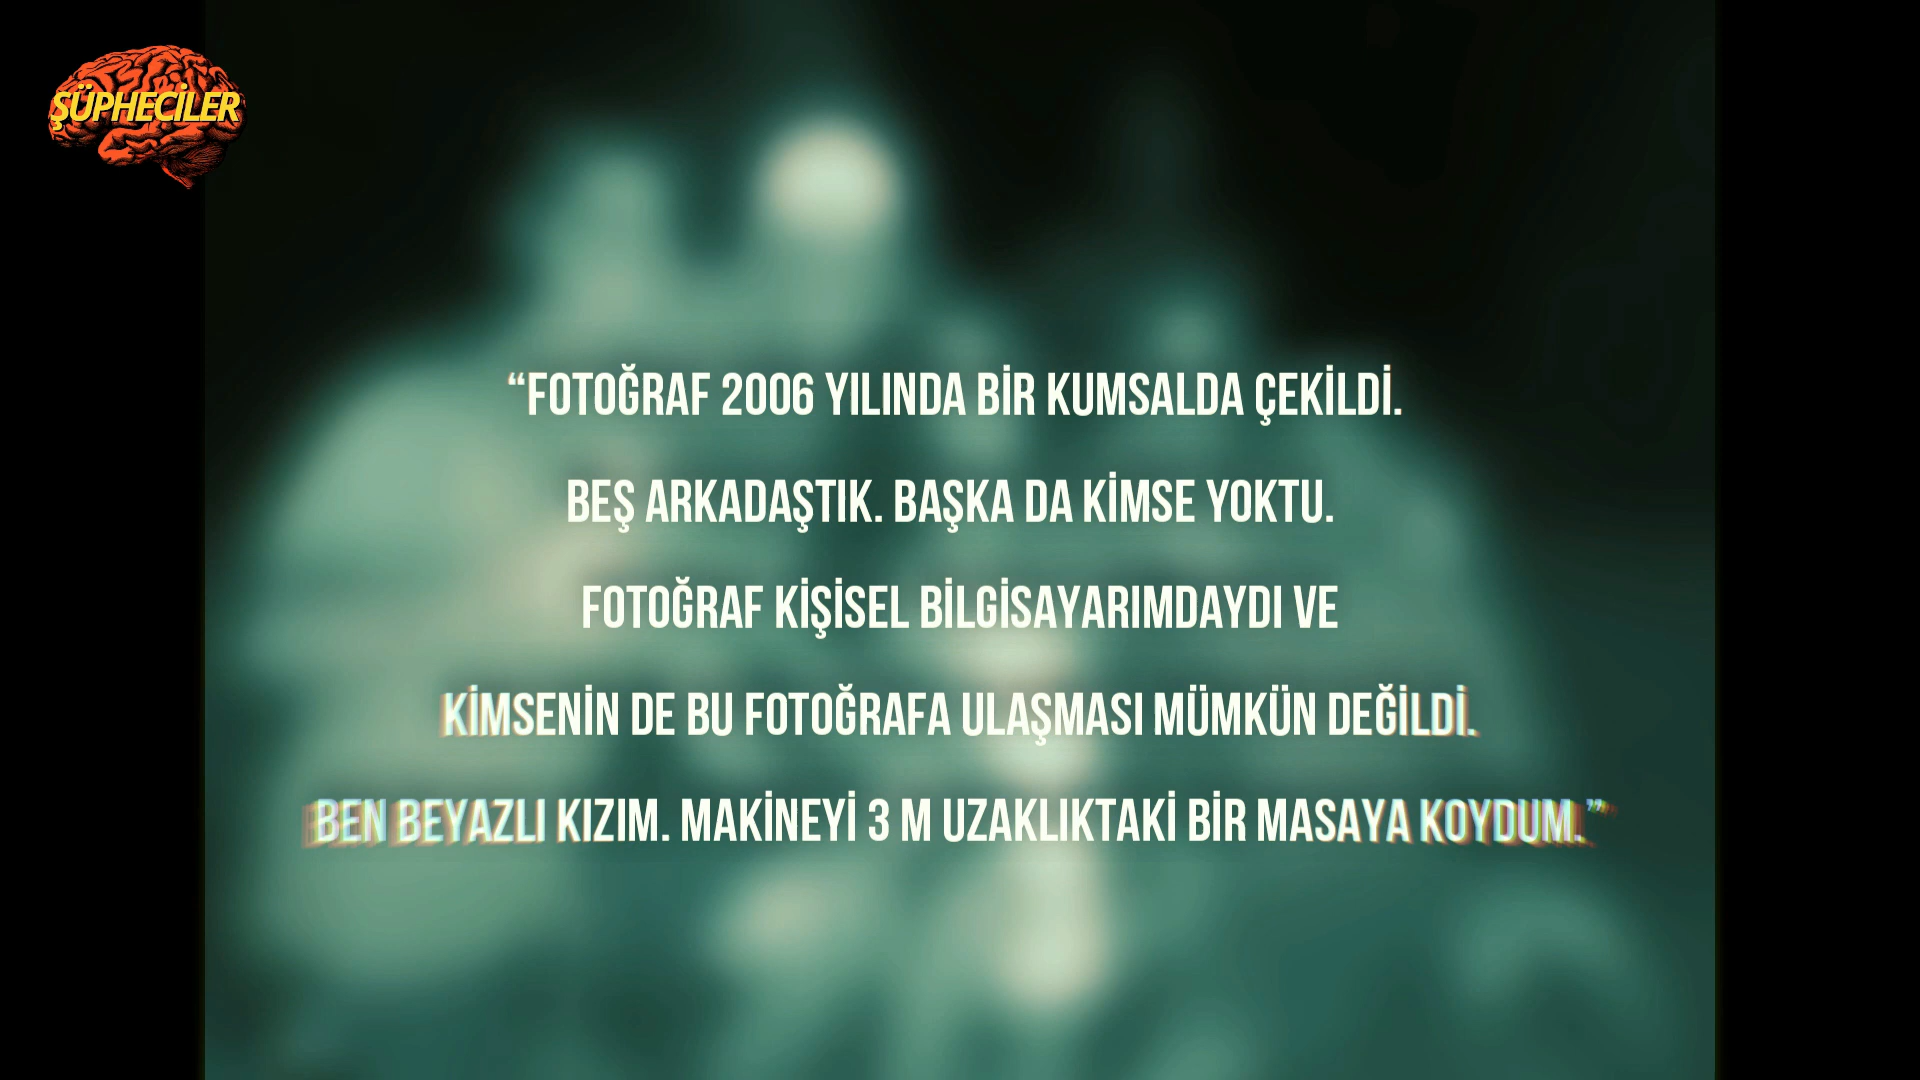 ŞÜPHECİLER
“FOTOĞRAF 2006 YILINDA BİR KUMSALDA ÇEKİLDİ.
BEŞ ARKADAŞTIK. BAŞKA DA KİMSE YOKTU.
FOTOĞRAF KİŞİSEL BİLGİSAYARIMDAYDI VE
KİMSENİN DE BU FOTOĞRAFA ULAŞMASI MÜMKÜN DEĞİLDİ.
BEN BEYAZLI KIZIM. MAKİNEYİ 3 M UZAKLIKTAKİ BİR MASAYA KOYDUM.”